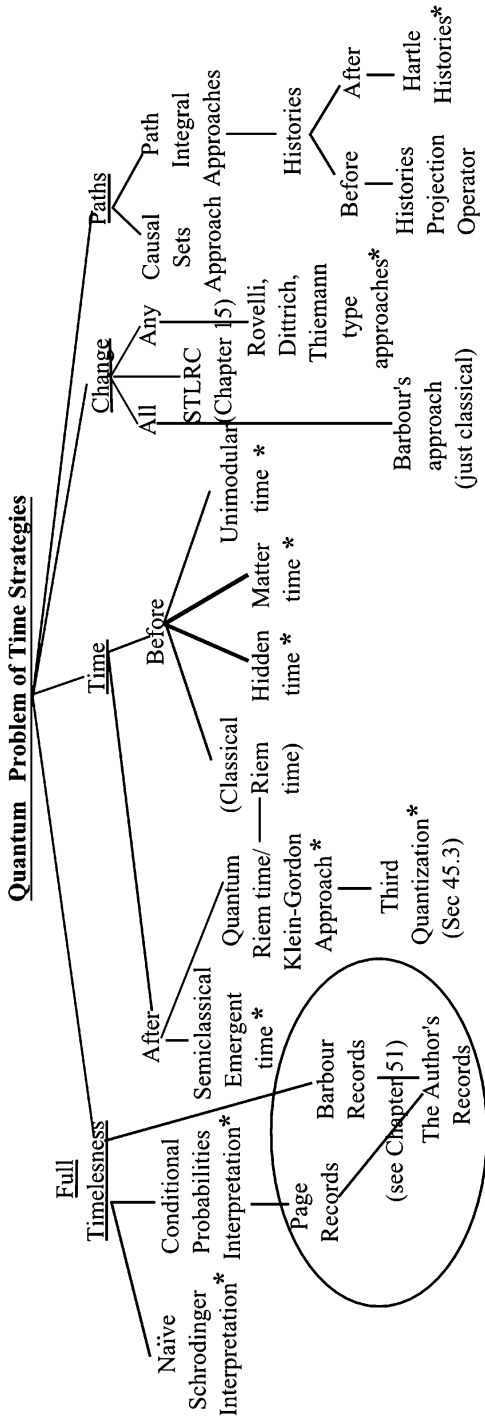 Quantum Problem of Time Strategies
Full
Timelesness
Time
Change
Paths
Naïve
Schrodinger
Interpretation*
Conditional
Probabilities
Interpretation*
Page
Records
Barbour
Records
(see Chapter 51)
The Author's
Records
After
Semiclassical
Emergent
time*
Quantum
Riem time/
Klein-Gordon
Approach*
Third
Quantization*
(Sec 45.3)
Before
(Classical
Riem
time)
Hidden
time*
Matter
time*
Unimodular
time *
All
Barbour's
approach
(just classical)
STLRC
(Chapter 15)
Any
Rovelli,
Dittrich,
Thiemann
type
approaches*
Causal
Sets
Approach
Path
Integral
Approaches
Histories
Before
Histories
Projection
Operator
After
Hartle
Histories*